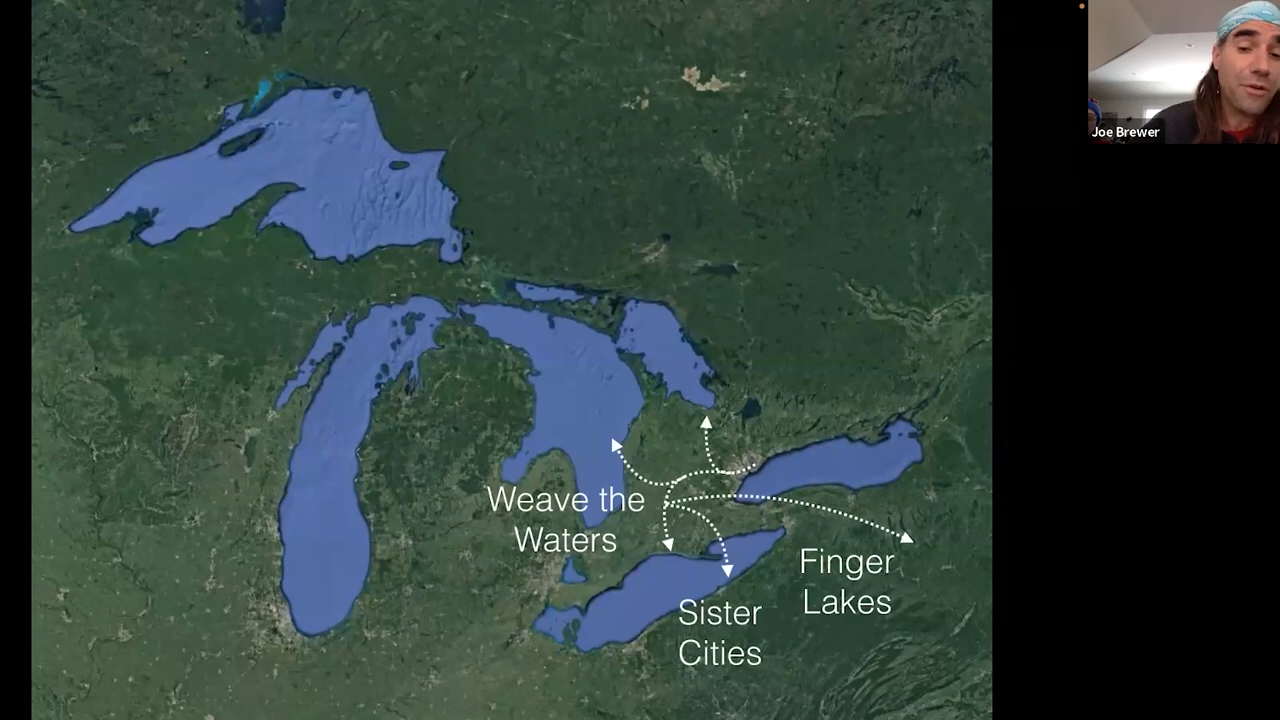 Joe Brewer
Weave the
Waters
Finger
Lakes
Sister
Cities